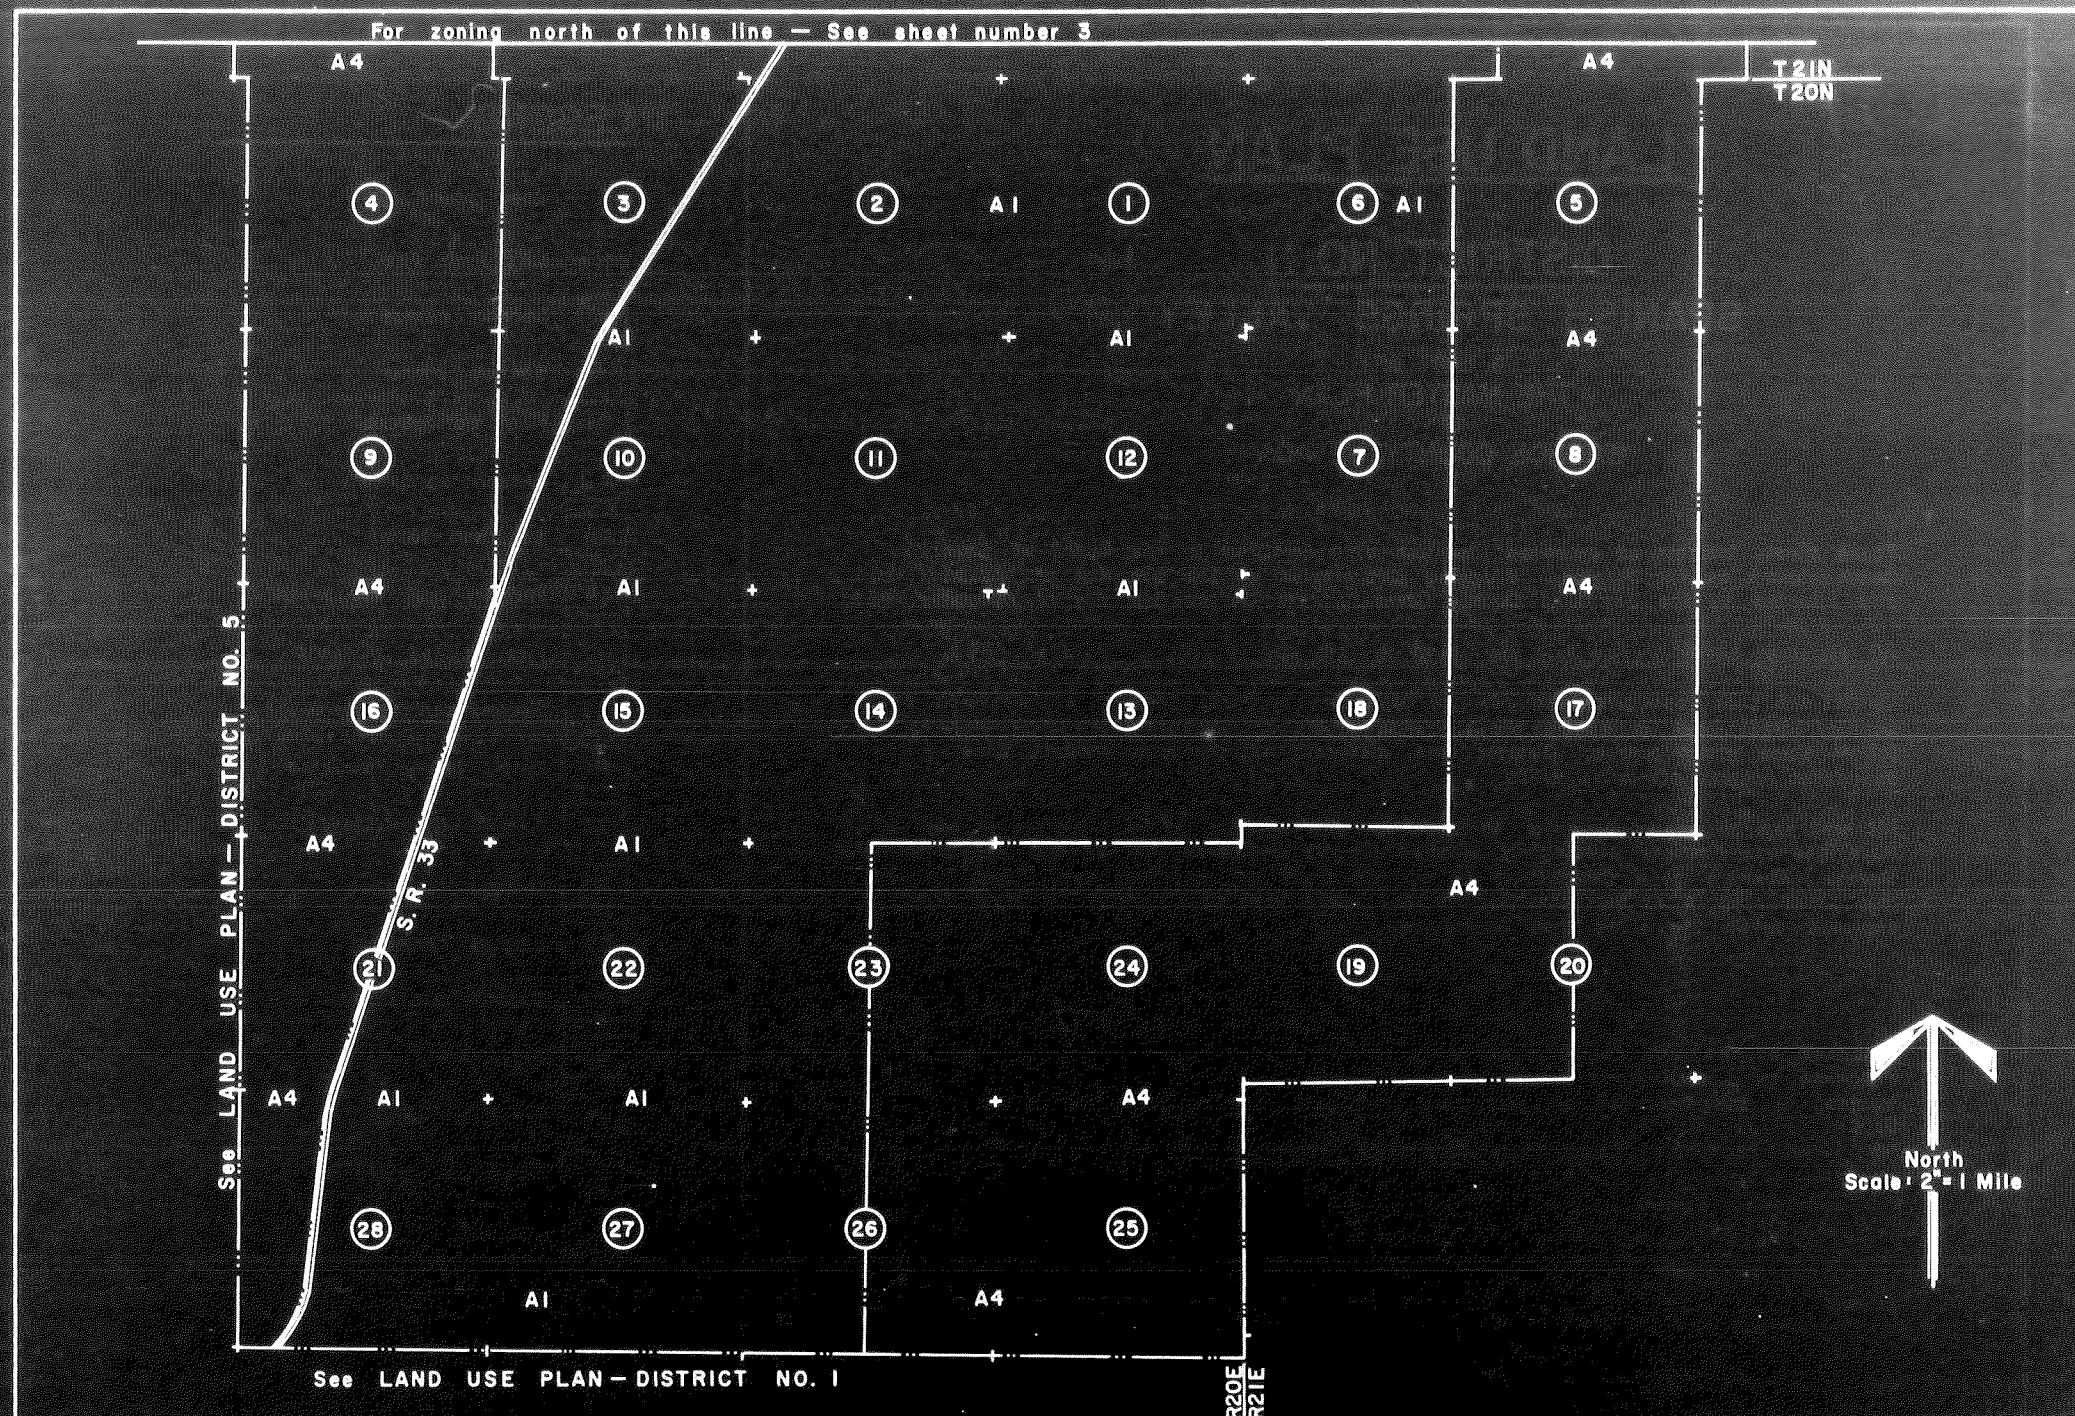 For zoning north of this line — See sheet number 3
A4
A4
T21N
T20N
4
3
2
A1
1
6
A1
5
A1
A1
A4
9
10
11
12
7
8
A4
A1
A1
A4
See LAND USE PLAN — DISTRICT NO. 5
16
15
14
13
18
17
A4
S. R. 33
A1
A4
21
22
23
24
19
20
A4
A1
A1
A4
North
Scale: 2"=1 Mile
28
27
26
25
A1
A4
See LAND USE PLAN — DISTRICT NO. 1
R20E
R21E